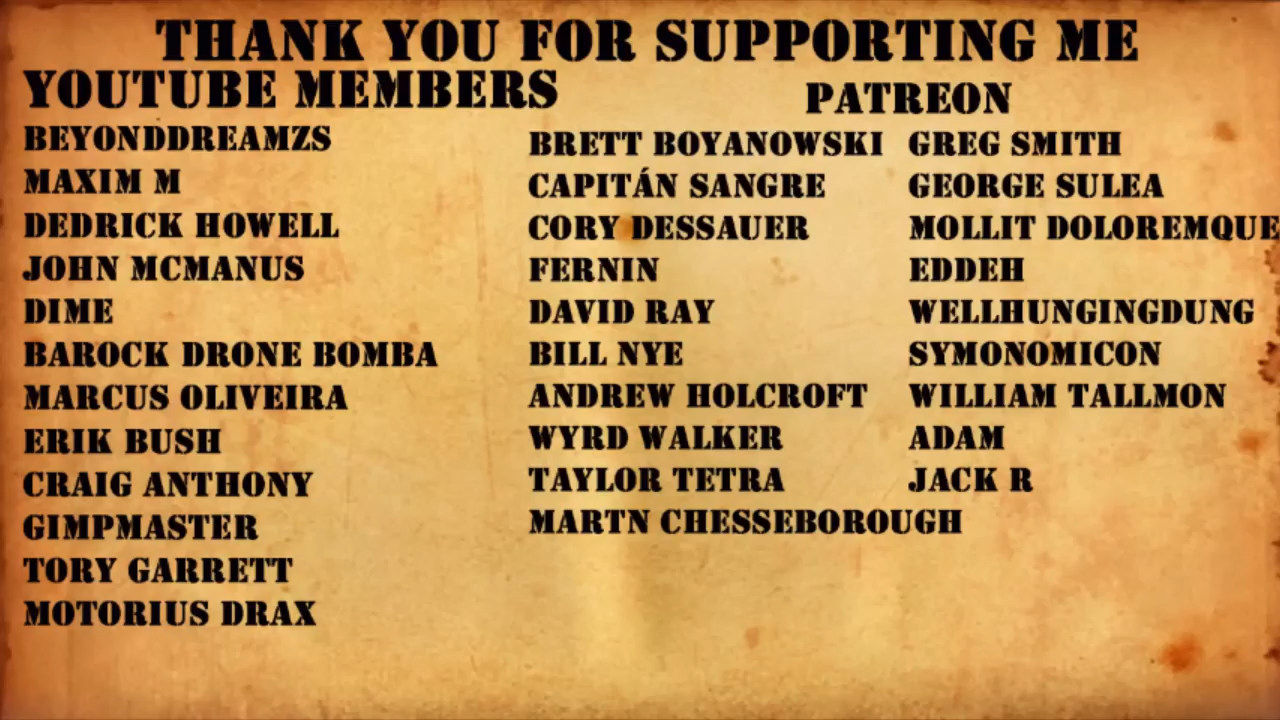 THANK YOU FOR SUPPORTING ME
YOUTUBE MEMBERS
BEYONDDREAMZS
MAXIM M
DEDRICK HOWELL
JOHN MCMANUS
DIME
BAROCK DRONE BOMBA
MARCUS OLIVEIRA
ERIK BUSH
CRAIG ANTHONY
GIMPMASTER
TORY GARRETT
MOTORIUS DRAX
PATREON
BRETT BOYANOWSKI
CAPITÁN SANGRE
CORY DESSAUER
FERNIN
DAVID RAY
BILL NYE
ANDREW HOLCROFT
WYRD WALKER
TAYLOR TETRA
MARTN CHESSEBOROUGH
GREG SMITH
GEORGE SULEA
MOLLIT DOLOREMQUE
EDDEH
WELLHUNGINGDUNG
SYMONOMICON
WILLIAM TALLMON
ADAM
JACK R